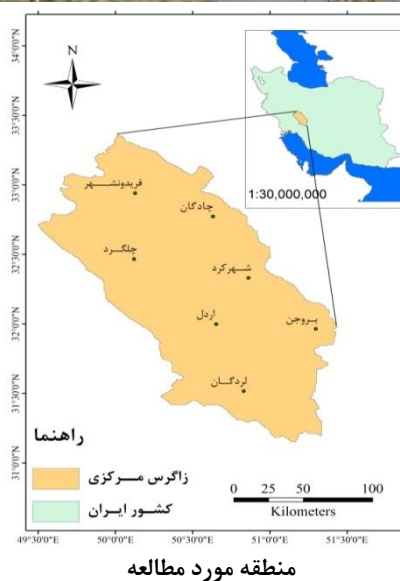 N
1:30,000,000
34°0'0"N
33°30'0"N
33°0'0"N
32°30'0"N
32°0'0"N
31°30'0"N
31°0'0"N
فریدونشهر
چادگان
چلگرد
شهرکرد
اردل
بروجن
لردگان
راهنما
زاگرس مرکزی
کشور ایران
0 25 50 100
Kilometers
49°30'0"E 50°0'0"E 50°30'0"E 51°0'0"E 51°30'0"E
منطقه مورد مطالعه